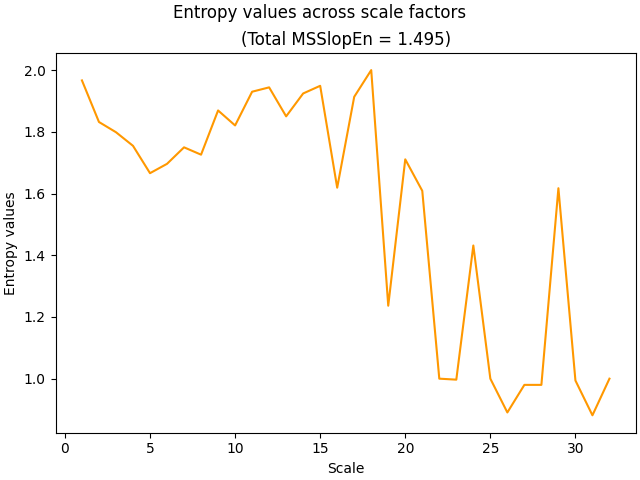 Entropy values across scale factors
(Total MSSlopEn = 1.495)
2.0
1.8
1.6
1.4
1.2
1.0
Entropy values
0 5 10 15 20 25 30
Scale